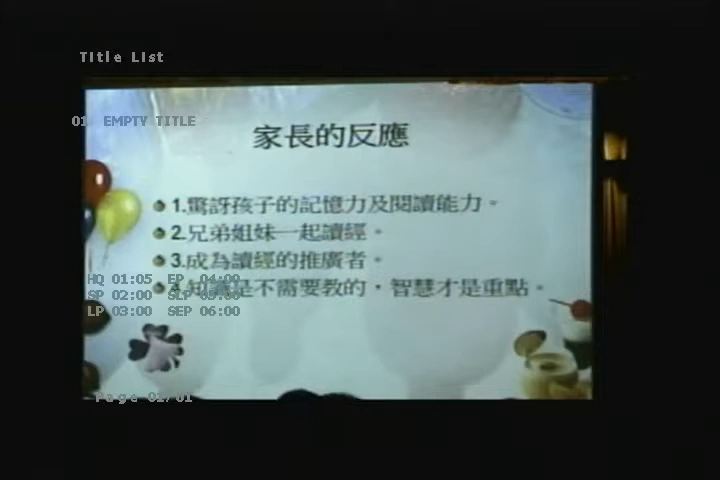 Title List
01 EMPTY TITLE
家長的反應
1.驚訝孩子的記憶力及閱讀能力。
2.兄弟姐妹一起讀經。
3.成為讀經的推廣者。
4.知識是不需要教的，智慧才是重點。
HQ 01:05 EP 04:00
SP 02:00 SLP 05:00
LP 03:00 SEP 06:00
Page 01/01